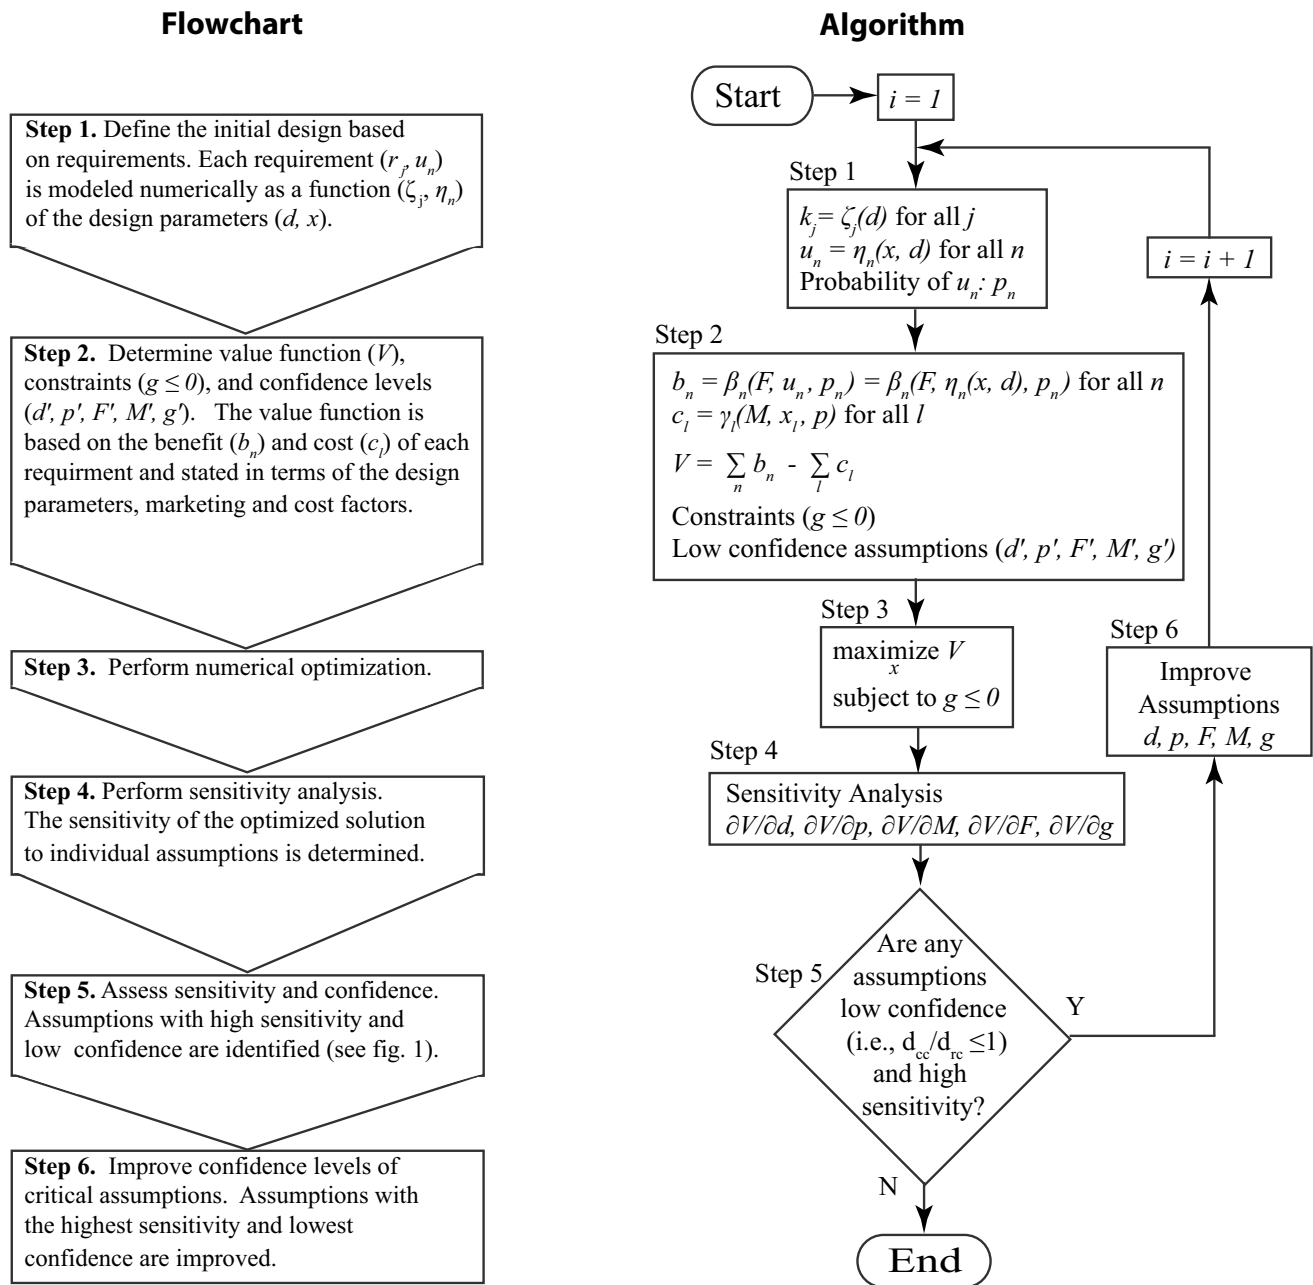 Flowchart
Step 1. Define the initial design based
on requirements. Each requirement (r_j, u_n)
is modeled numerically as a function (ζ_j, η_n)
of the design parameters (d, x).
Step 2. Determine value function (V),
constraints (g ≤ 0), and confidence levels
(d', p', F', M', g'). The value function is
based on the benefit (b_n) and cost (c_l) of each
requirment and stated in terms of the design
parameters, marketing and cost factors.
Step 3. Perform numerical optimization.
Step 4. Perform sensitivity analysis.
The sensitivity of the optimized solution
to individual assumptions is determined.
Step 5. Assess sensitivity and confidence.
Assumptions with high sensitivity and
low confidence are identified (see fig. 1).
Step 6. Improve confidence levels of
critical assumptions. Assumptions with
the highest sensitivity and lowest
confidence are improved.
Algorithm
Start
i = 1
Step 1
k_j = ζ_j(d) for all j
u_n = η_n(x, d) for all n
Probability of u_n: p_n
Step 2
b_n = β_n(F, u_n, p_n) = β_n(F, η_n(x, d), p_n) for all n
c_l = γ_l(M, x_l, p) for all l
V = ∑_n b_n - ∑_l c_l
Constraints (g ≤ 0)
Low confidence assumptions (d', p', F', M', g')
Step 3
maximize V
x
subject to g ≤ 0
Step 4
Sensitivity Analysis
∂V/∂d, ∂V/∂p, ∂V/∂M, ∂V/∂F, ∂V/∂g
Step 5
Are any
assumptions
low confidence
(i.e., d_cc/d_rc ≤1)
and high
sensitivity?
Y
N
End
Step 6
Improve
Assumptions
d, p, F, M, g
i = i + 1